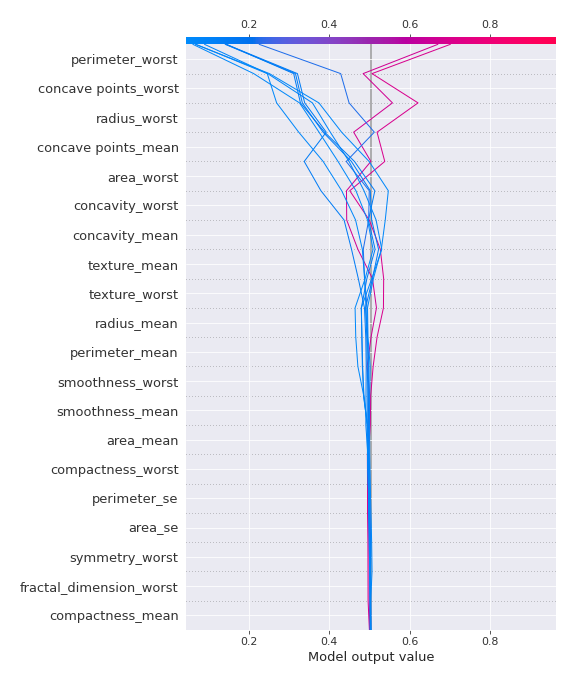 0.2 0.4 0.6 0.8
perimeter_worst
concave points_worst
radius_worst
concave points_mean
area_worst
concavity_worst
concavity_mean
texture_mean
texture_worst
radius_mean
perimeter_mean
smoothness_worst
smoothness_mean
area_mean
compactness_worst
perimeter_se
area_se
symmetry_worst
fractal_dimension_worst
compactness_mean
0.2 0.4 0.6 0.8
Model output value